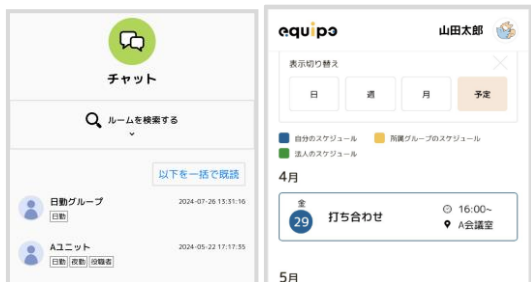 チャット
ルームを検索する
以下を一括で既読
日勤グループ
2024-07-26 13:31:16
日勤
Aユニット
2024-05-22 17:17:35
日勤 夜勤 役職者
equipo
山田太郎
表示切り替え
日 週 月 予定
自分のスケジュール 所属グループのスケジュール
法人のスケジュール
4月
金
29
打ち合わせ
16:00~
A会議室
5月